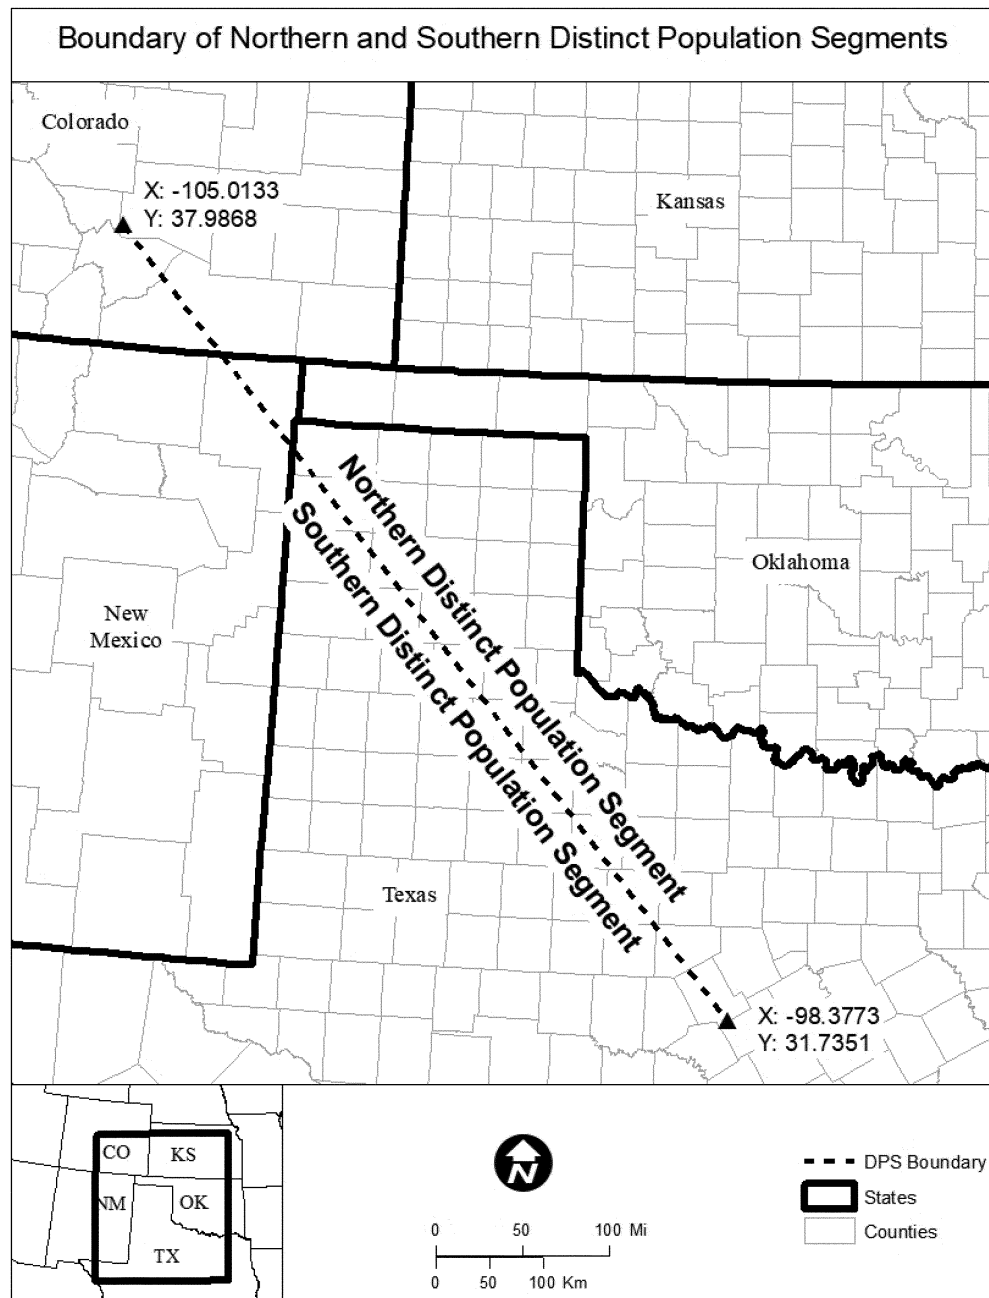 Boundary of Northern and Southern Distinct Population Segments
Colorado
X: -105.0133
Y: 37.9868
Kansas
Northern Distinct Population Segment
Southern Distinct Population Segment
Oklahoma
New
Mexico
Texas
X: -98.3773
Y: 31.7351
CO
KS
NM
OK
TX
N
0 50 100 Mi
0 50 100 Km
DPS Boundary
States
Counties